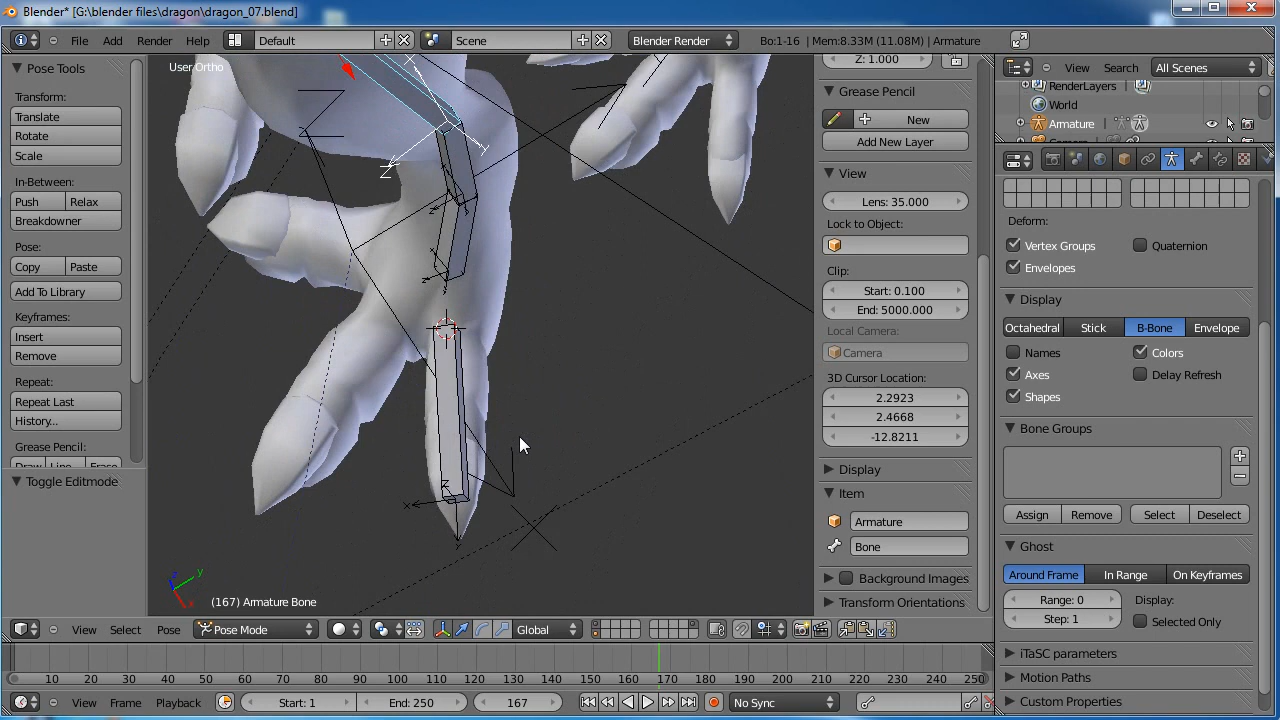 Blender* [G:\blender files\dragon\dragon_07.blend]
File Add Render Help Default Scene Blender Render Bo:1-16 | Mem:8.33M (11.08M) | Armature
Pose Tools
Transform:
Translate
Rotate
Scale
In-Between:
Push Relax
Breakdowner
Pose:
Copy Paste
Add To Library
Keyframes:
Insert
Remove
Repeat:
Repeat Last
History...
Grease Pencil:
Draw Line Erase
Toggle Editmode
User Ortho
(167) Armature Bone
Z: 1.000
Grease Pencil
New
Add New Layer
View
Lens: 35.000
Lock to Object:
Clip:
Start: 0.100
End: 5000.000
Local Camera:
Camera
3D Cursor Location:
2.2923
2.4668
-12.8211
Display
Item
Armature
Bone
Background Images
Transform Orientations
View Search All Scenes
RenderLayers
World
Armature
Deform:
Vertex Groups Quaternion
Envelopes
Display
Octahedral Stick B-Bone Envelope
Names Colors
Axes Delay Refresh
Shapes
Bone Groups
Assign Remove Select Deselect
Ghost
Around Frame In Range On Keyframes
Range: 0 Display:
Step: 1 Selected Only
iTaSC parameters
Motion Paths
Custom Properties
View Select Pose Pose Mode Global
10 20 30 40 50 60 70 80 90 100 110 120 130 140 150 160 170 180 190 200 210 220 230 240 250
View Frame Playback Start: 1 End: 250 167 No Sync